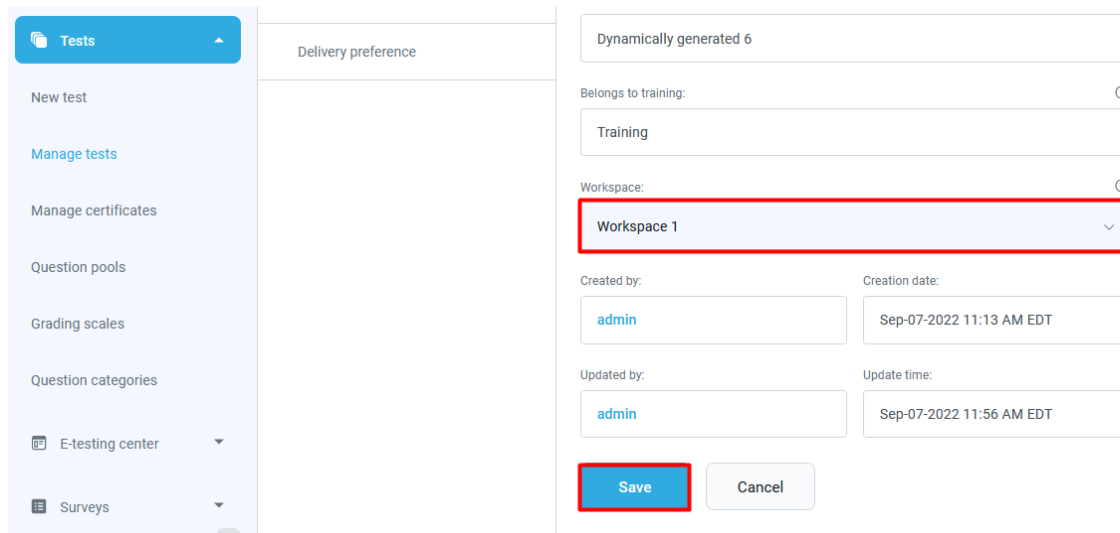 Tests
New test
Manage tests
Manage certificates
Question pools
Grading scales
Question categories
E-testing center
Surveys
Delivery preference
Dynamically generated 6
Belongs to training:
Training
Workspace:
Workspace 1
Created by:
Creation date:
admin
Sep-07-2022 11:13 AM EDT
Updated by:
Update time:
admin
Sep-07-2022 11:56 AM EDT
Save
Cancel